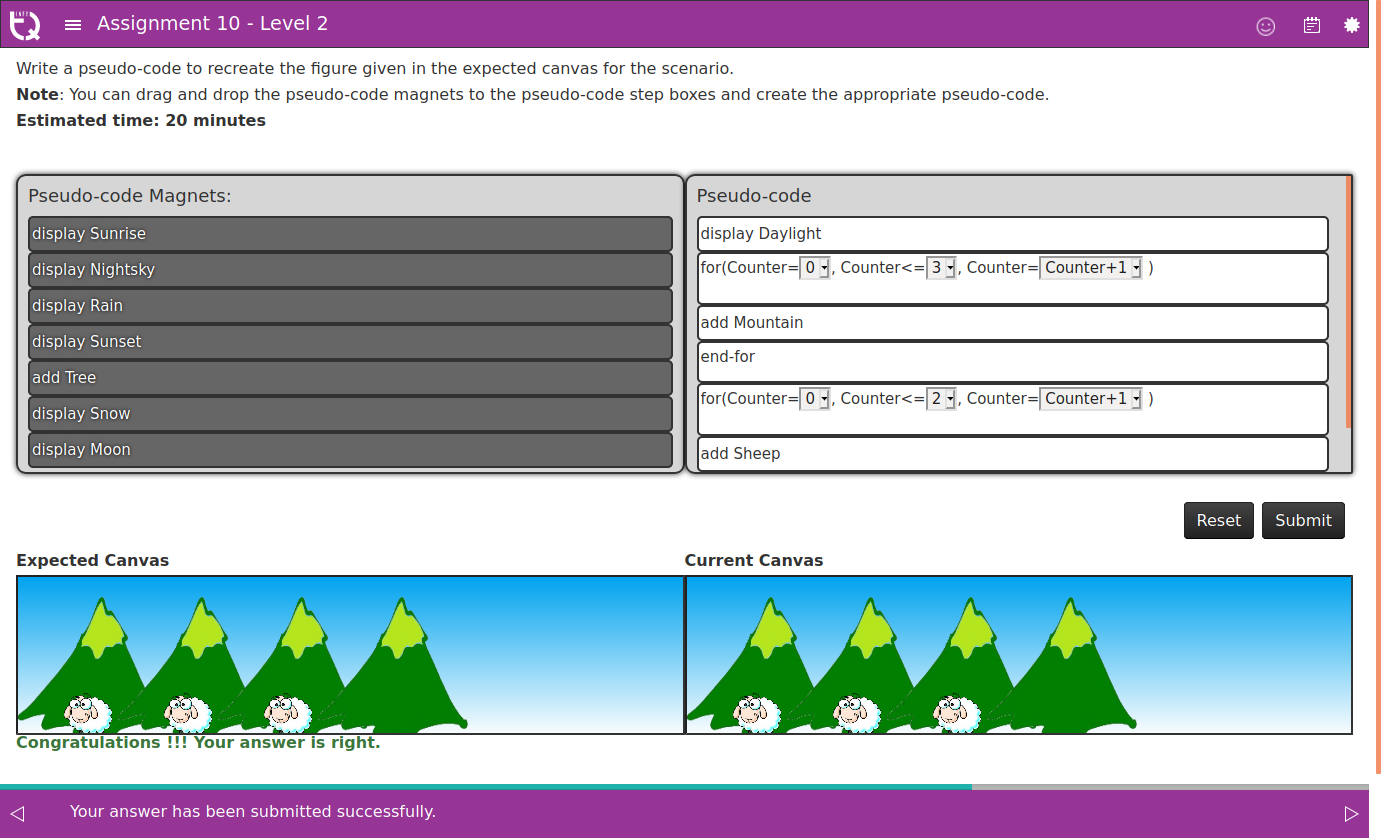 Assignment 10 - Level 2
Write a pseudo-code to recreate the figure given in the expected canvas for the scenario.
Note: You can drag and drop the pseudo-code magnets to the pseudo-code step boxes and create the appropriate pseudo-code.
Estimated time: 20 minutes
Pseudo-code Magnets:
display Sunrise
display Nightsky
display Rain
display Sunset
add Tree
display Snow
display Moon
Pseudo-code
display Daylight
for(Counter= 0 , Counter<= 3 , Counter= Counter+1 )
add Mountain
end-for
for(Counter= 0 , Counter<= 2 , Counter= Counter+1 )
add Sheep
Reset Submit
Expected Canvas
Current Canvas
Congratulations !!! Your answer is right.
Your answer has been submitted successfully.